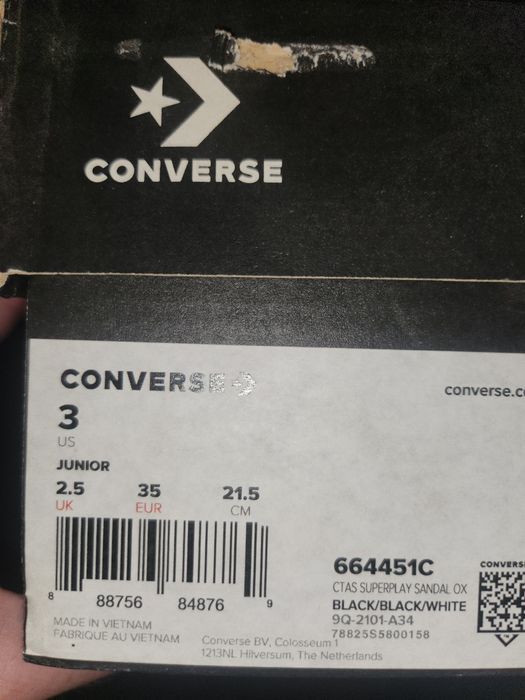 CONVERSE
CONVERSE
converse.c
3
US
JUNIOR
2.5 35 21.5
UK EUR CM
8 88756 84876 9
MADE IN VIETNAM
FABRIQUE AU VIETNAM
Converse BV, Colosseum 1
1213NL Hilversum, The Netherlands
664451C
CTAS SUPERPLAY SANDAL OX
BLACK/BLACK/WHITE
9Q-2101-A34
78825S5800158
CONVERS